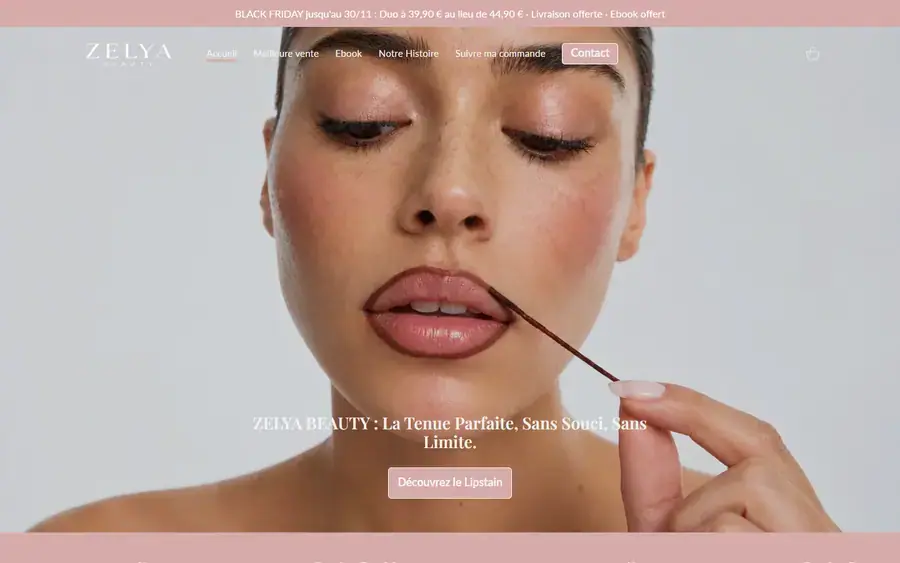 BLACK FRIDAY jusqu'au 30/11 : Duo à 39,90 € au lieu de 44,90 € · Livraison offerte · Ebook offert
ZELYA
BEAUTY
Accueil
Meilleure vente
Ebook
Notre Histoire
Suivre ma commande
Contact
ZELYA BEAUTY : La Tenue Parfaite, Sans Souci, Sans
Limite.
Découvrez le Lipstain